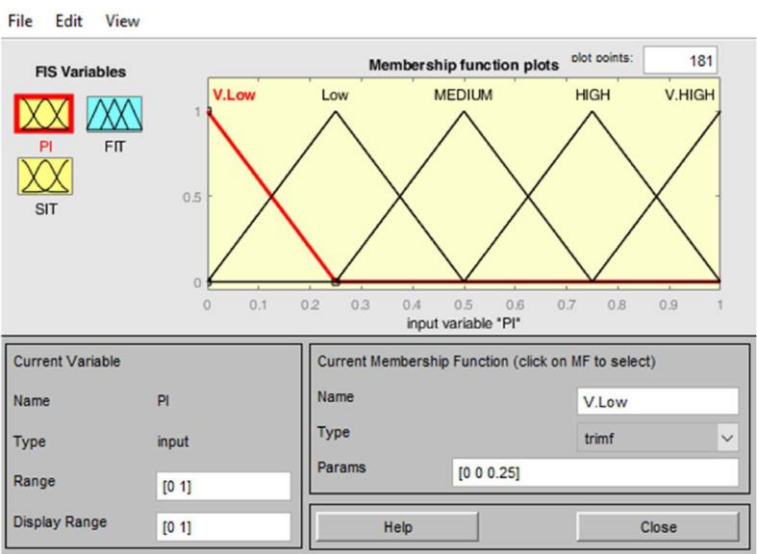 File Edit View
FIS Variables
Membership function plots plot points: 181
PI FIT
SIT
V.Low Low MEDIUM HIGH V.HIGH
1
0.5
0
0 0.1 0.2 0.3 0.4 0.5 0.6 0.7 0.8 0.9 1
input variable "PI"
Current Variable
Name PI
Type input
Range [0 1]
Display Range [0 1]
Current Membership Function (click on MF to select)
Name V.Low
Type trimf
Params [0 0 0.25]
Help Close